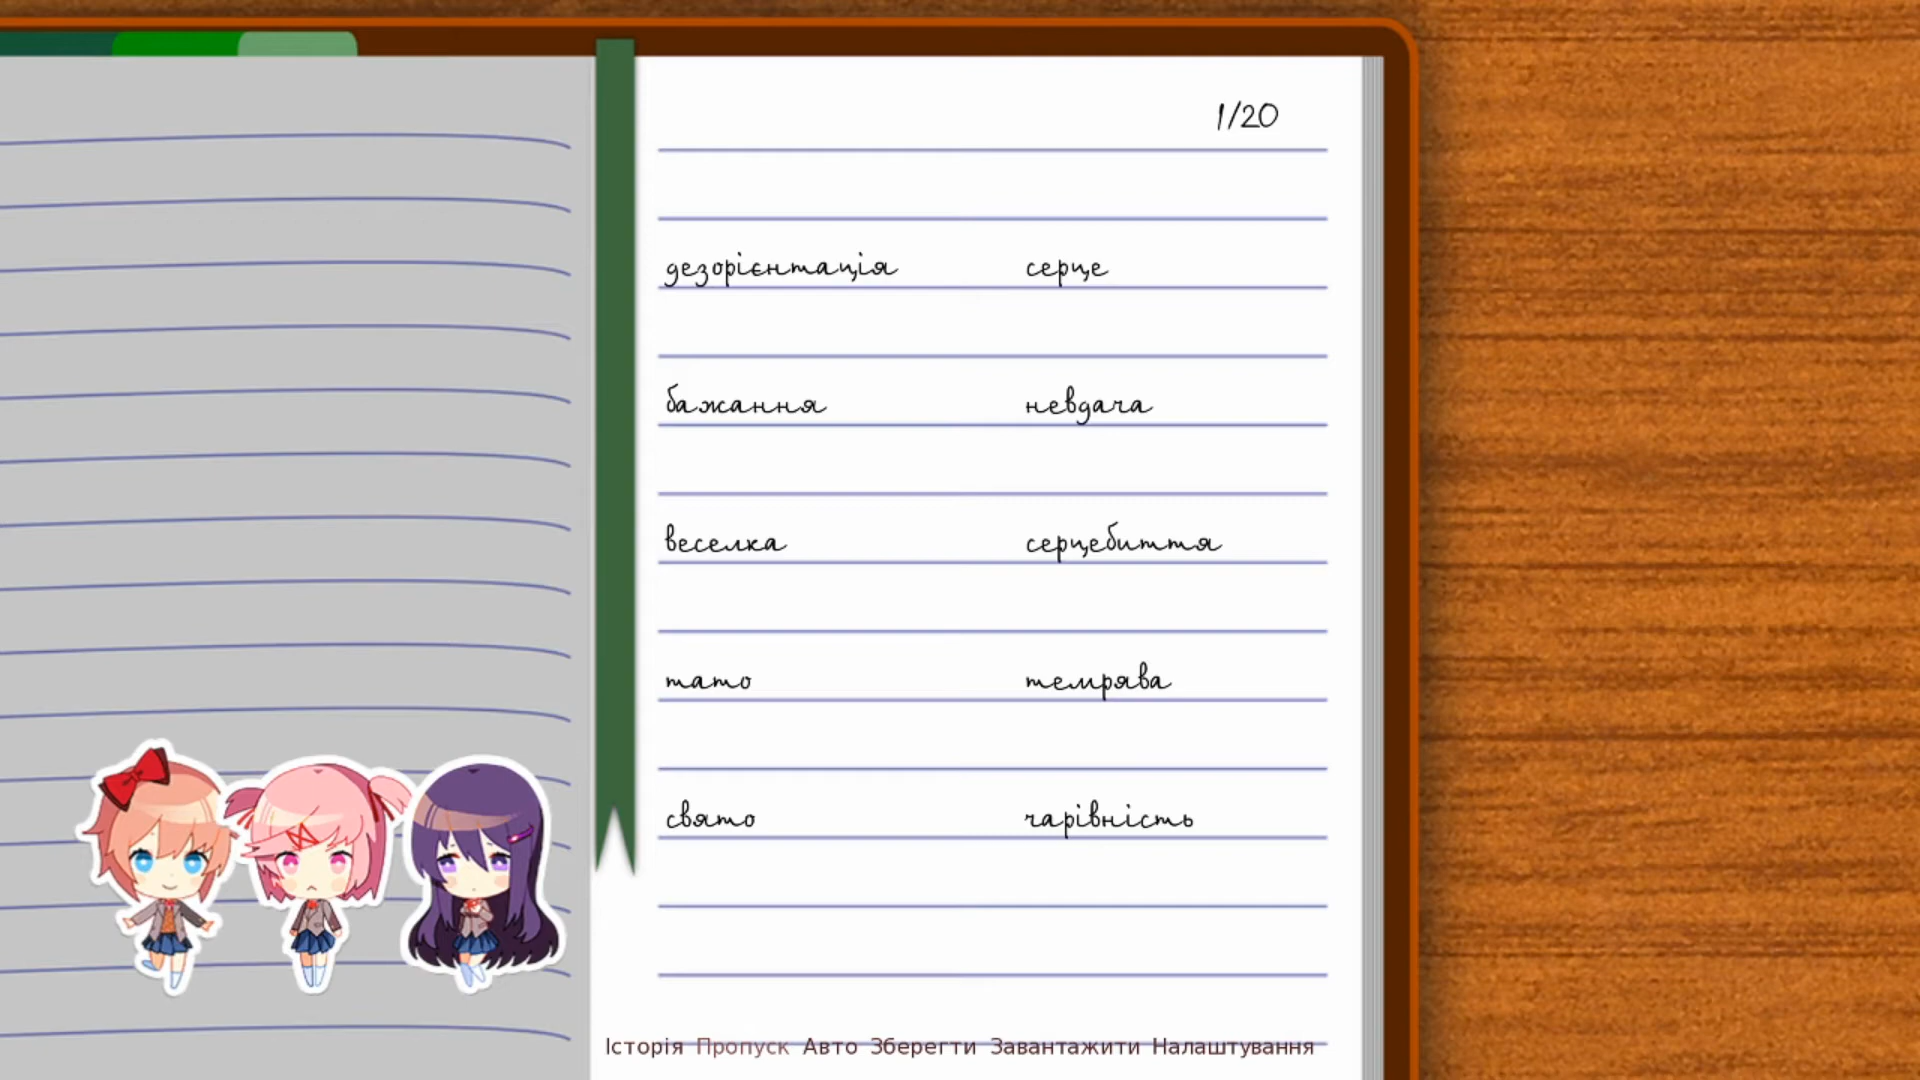 1/20
дезорієнтація серце
бажання невдача
веселка серцебиття
тато темрява
свято чарівність
Історія Пропуск Авто Зберегти Завантажити Налаштування